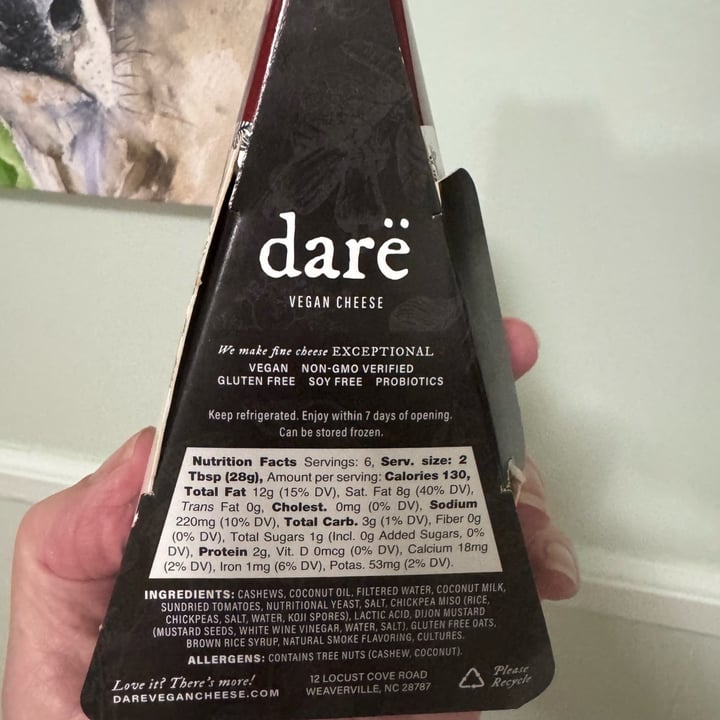 darë
VEGAN CHEESE
We make fine cheese EXCEPTIONAL
VEGAN NON-GMO VERIFIED
GLUTEN FREE SOY FREE PROBIOTICS
Keep refrigerated. Enjoy within 7 days of opening.
Can be stored frozen.
Nutrition Facts Servings: 6, Serv. size: 2
Tbsp (28g), Amount per serving: Calories 130,
Total Fat 12g (15% DV), Sat. Fat 8g (40% DV),
Trans Fat 0g, Cholest. 0mg (0% DV), Sodium
220mg (10% DV), Total Carb. 3g (1% DV), Fiber 0g
(0% DV), Total Sugars 1g (Incl. 0g Added Sugars, 0%
DV), Protein 2g, Vit. D 0mcg (0% DV), Calcium 18mg
(2% DV), Iron 1mg (6% DV), Potas. 53mg (2% DV).
INGREDIENTS: CASHEWS, COCONUT OIL, FILTERED WATER, COCONUT MILK,
SUNDRIED TOMATOES, NUTRITIONAL YEAST, SALT, CHICKPEA MISO (RICE,
CHICKPEAS, SALT, WATER, KOJI SPORES), LACTIC ACID, DIJON MUSTARD
(MUSTARD SEEDS, WHITE WINE VINEGAR, WATER, SALT), GLUTEN FREE OATS,
BROWN RICE SYRUP, NATURAL SMOKE FLAVORING, CULTURES.
ALLERGENS: CONTAINS TREE NUTS (CASHEW, COCONUT).
Love it? There's more!
DAREVEGANCHEESE.COM
12 LOCUST COVE ROAD
WEAVERVILLE, NC 28787
Please
Recycle